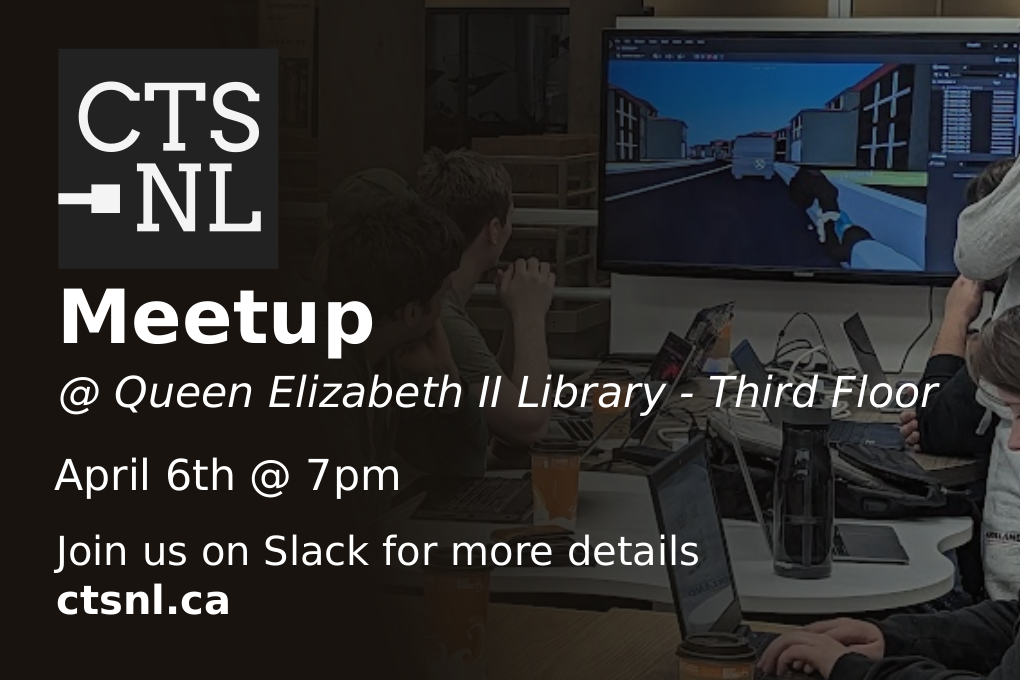 CTS
NL
Meetup
@ Queen Elizabeth II Library - Third Floor
April 6th @ 7pm
Join us on Slack for more details
ctsnl.ca